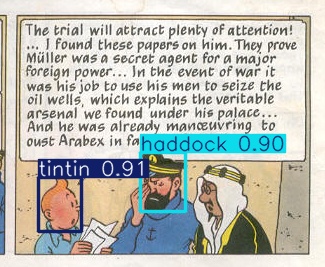 The trial will attract plenty of attention!
... I found these papers on him. They prove
Müller was a secret agent for a major
foreign power... In the event of war it
was his job to use his men to seize the
oil wells, which explains the veritable
arsenal we found under his palace...
And he was already manœuvring to
oust Arabex in fa
haddock 0.90
tintin 0.91